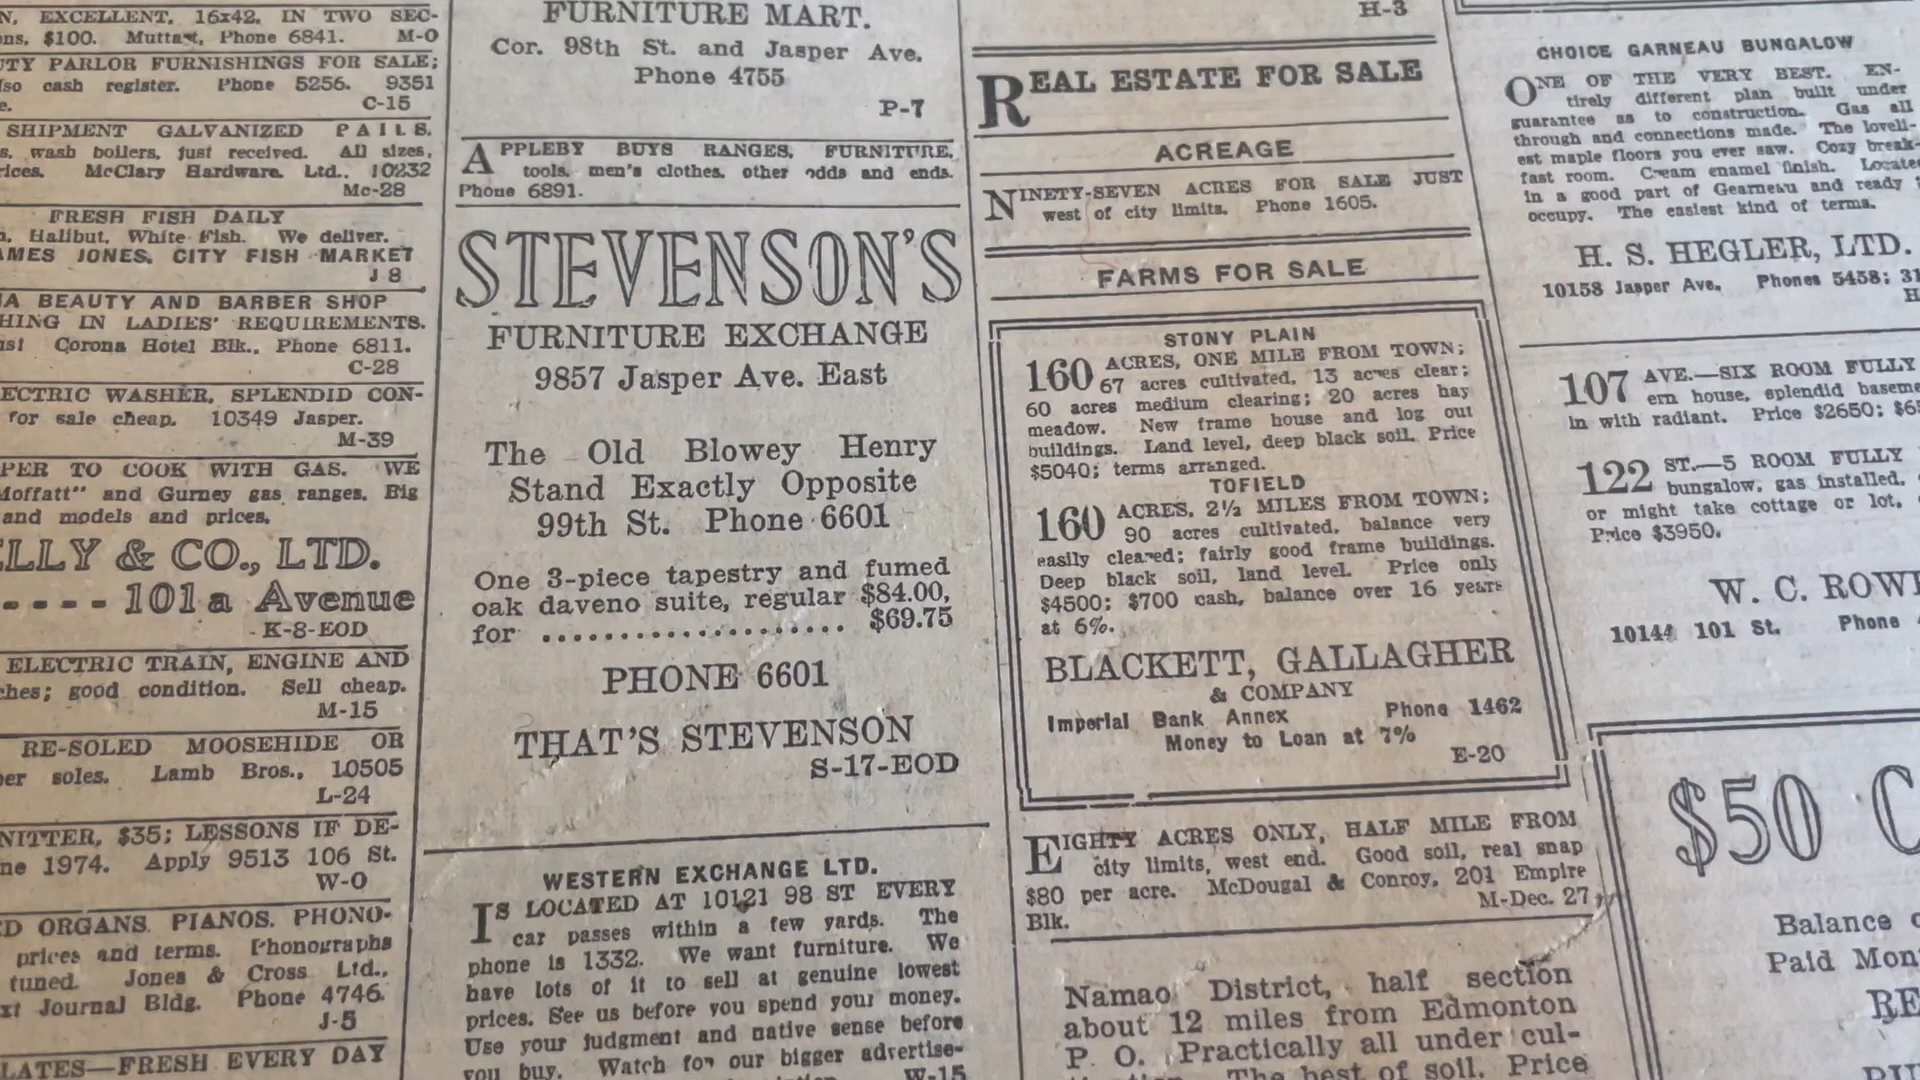 N, EXCELLENT, 16x42, IN TWO SEC-
ons, $100. Muttart, Phone 6841. M-O
UTY PARLOR FURNISHINGS FOR SALE;
lso cash register. Phone 5256. 9351
e. C-15
SHIPMENT GALVANIZED PAILS,
s, wash boilers, just received. All sizes,
rices. McClary Hardware Ltd., 10232
Mc-28
FRESH FISH DAILY
Halibut, White Fish. We deliver.
AMES JONES, CITY FISH MARKET
J 8
A BEAUTY AND BARBER SHOP
HING IN LADIES' REQUIREMENTS.
Corona Hotel Blk., Phone 6811.
C-28
ECTRIC WASHER, SPLENDID CON-
for sale cheap. 10349 Jasper.
M-39
PER TO COOK WITH GAS. WE
Moffatt" and Gurney gas ranges. Big
and models and prices.
ELLY & CO., LTD.
---- 101a Avenue
K-8-EOD
ELECTRIC TRAIN, ENGINE AND
ches; good condition. Sell cheap.
M-15
RE-SOLED MOOSEHIDE OR
er soles. Lamb Bros., 10505
L-24
NITTER, $35; LESSONS IF DE-
ne 1974. Apply 9513 106 St.
W-O
ED ORGANS, PIANOS, PHONO-
prices and terms. Phonographs
tuned. Jones & Cross Ltd.,
xt Journal Bldg. Phone 4746.
J-5
LATES—FRESH EVERY DAY
FURNITURE MART.
Cor. 98th St. and Jasper Ave.
Phone 4755
P-7
APPLEBY BUYS RANGES, FURNITURE,
tools, men's clothes, other odds and ends.
Phone 6891.
STEVENSON'S
FURNITURE EXCHANGE
9857 Jasper Ave. East
The Old Blowey Henry
Stand Exactly Opposite
99th St. Phone 6601
One 3-piece tapestry and fumed
oak daveno suite, regular $84.00,
for .................... $69.75
PHONE 6601
THAT'S STEVENSON
S-17-EOD
WESTERN EXCHANGE LTD.
IS LOCATED AT 10121 98 ST EVERY
car passes within a few yards. The
phone is 1332. We want furniture. We
have lots of it to sell at genuine lowest
prices. See us before you spend your money.
Use your judgment and native sense before
you buy. Watch for our bigger advertise-
W-15
H-3
REAL ESTATE FOR SALE
ACREAGE
NINETY-SEVEN ACRES FOR SALE JUST
west of city limits. Phone 1605.
FARMS FOR SALE
STONY PLAIN
160 ACRES, ONE MILE FROM TOWN;
67 acres cultivated, 13 acres clear;
60 acres medium clearing; 20 acres hay
meadow. New frame house and log out
buildings. Land level, deep black soil. Price
$5040; terms arranged.
TOFIELD
160 ACRES, 2½ MILES FROM TOWN;
90 acres cultivated, balance very
easily cleared; fairly good frame buildings.
Deep black soil, land level. Price only
$4500; $700 cash, balance over 16 years
at 6%.
BLACKETT, GALLAGHER
& COMPANY
Imperial Bank Annex Phone 1462
Money to Loan at 7%
E-20
EIGHTY ACRES ONLY, HALF MILE FROM
city limits, west end. Good soil, real snap
$80 per acre. McDougal & Conroy, 201 Empire
Blk. M-Dec. 27
Namao District, half section
about 12 miles from Edmonton
P. O. Practically all under cul-
The best of soil. Price
CHOICE GARNEAU BUNGALOW
ONE OF THE VERY BEST. EN-
tirely different plan built under
guarantee as to construction. Gas all
through and connections made. The loveli-
est maple floors you ever saw. Cozy break-
fast room. Cream enamel finish. Located
in a good part of Gearneau and ready
occupy. The easiest kind of terms.
H. S. HEGLER, LTD.
10158 Jasper Ave. Phones 5458; 31
H
107 AVE.—SIX ROOM FULLY
ern house, splendid baseme
in with radiant. Price $2650; $65
122 ST.—5 ROOM FULLY
bungalow, gas installed,
or might take cottage or lot.
Price $3950.
W. C. ROWE
10144 101 St. Phone
$50 C
Balance o
Paid Mon
RE